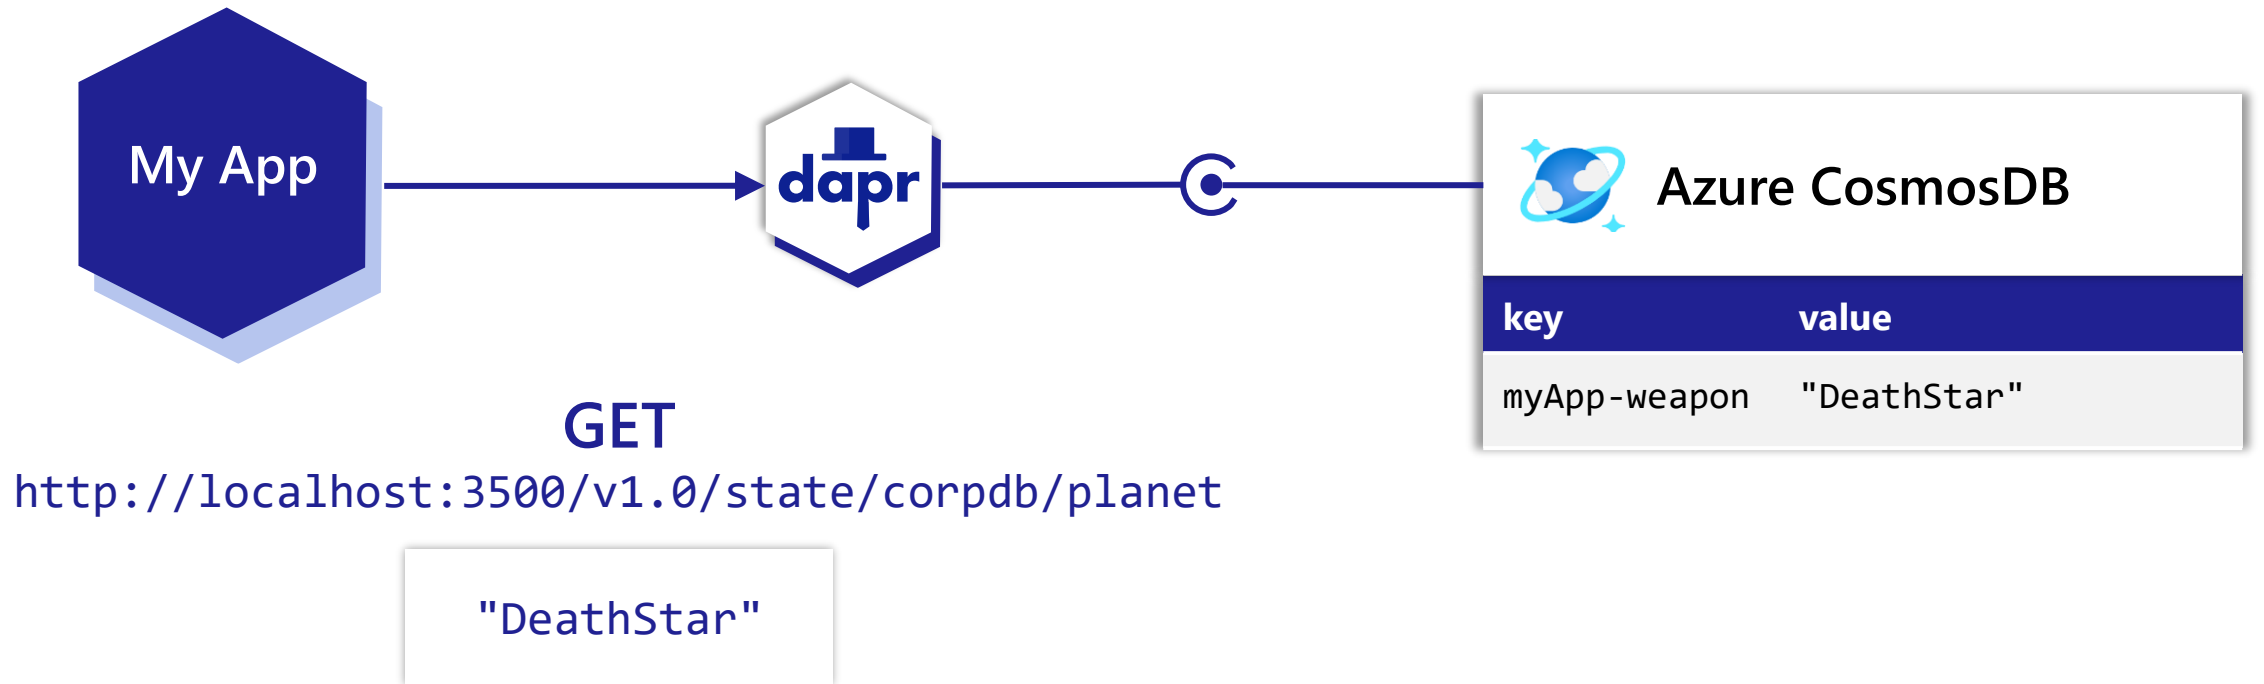 My App
dapr
Azure CosmosDB
key value
myApp-weapon "DeathStar"
GET
http://localhost:3500/v1.0/state/corpdb/planet
"DeathStar"